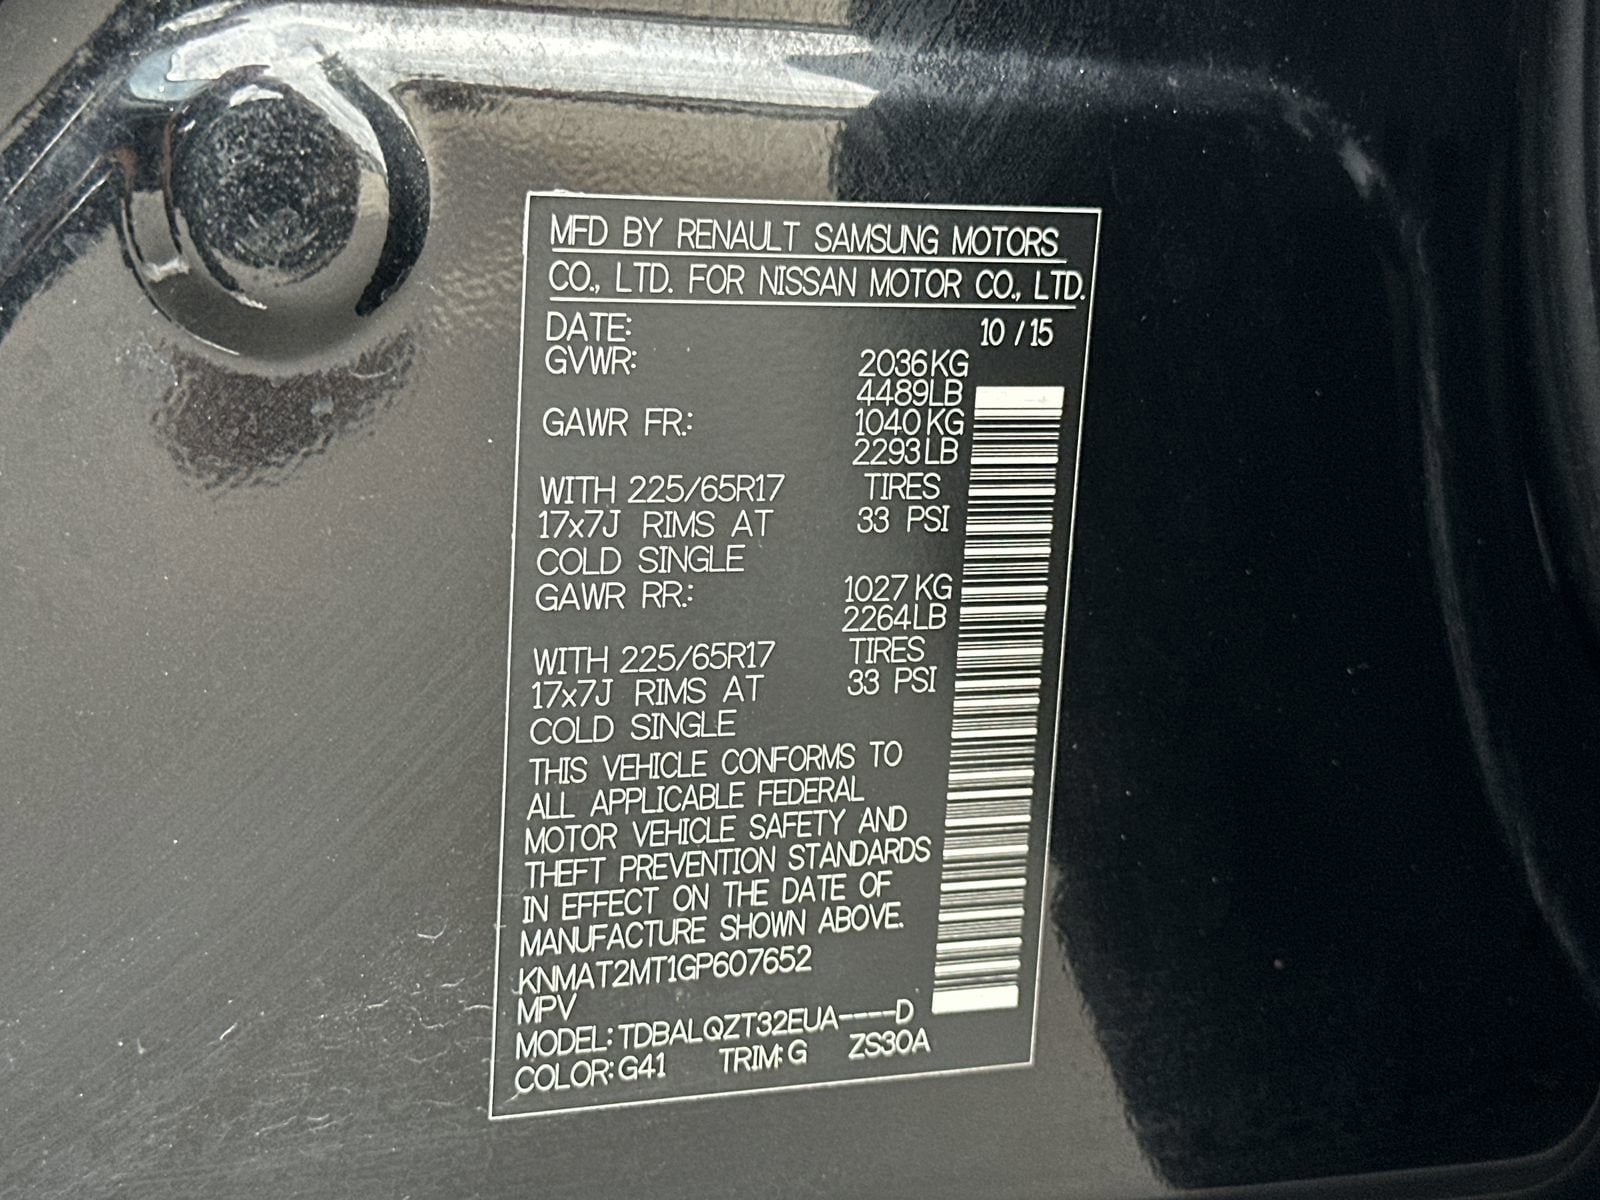 MFD BY RENAULT SAMSUNG MOTORS
CO., LTD. FOR NISSAN MOTOR CO., LTD.
DATE: 10 / 15
GVWR: 2036KG
4489LB
GAWR FR.: 1040KG
2293LB
WITH 225/65R17 TIRES
17x7J RIMS AT 33 PSI
COLD SINGLE
GAWR RR.: 1027KG
2264LB
WITH 225/65R17 TIRES
17x7J RIMS AT 33 PSI
COLD SINGLE
THIS VEHICLE CONFORMS TO
ALL APPLICABLE FEDERAL
MOTOR VEHICLE SAFETY AND
THEFT PREVENTION STANDARDS
IN EFFECT ON THE DATE OF
MANUFACTURE SHOWN ABOVE.
KNMAT2MT1GP607652
MPV
MODEL: TDBALQZT32EUA----D
COLOR: G41 TRIM: G ZS30A